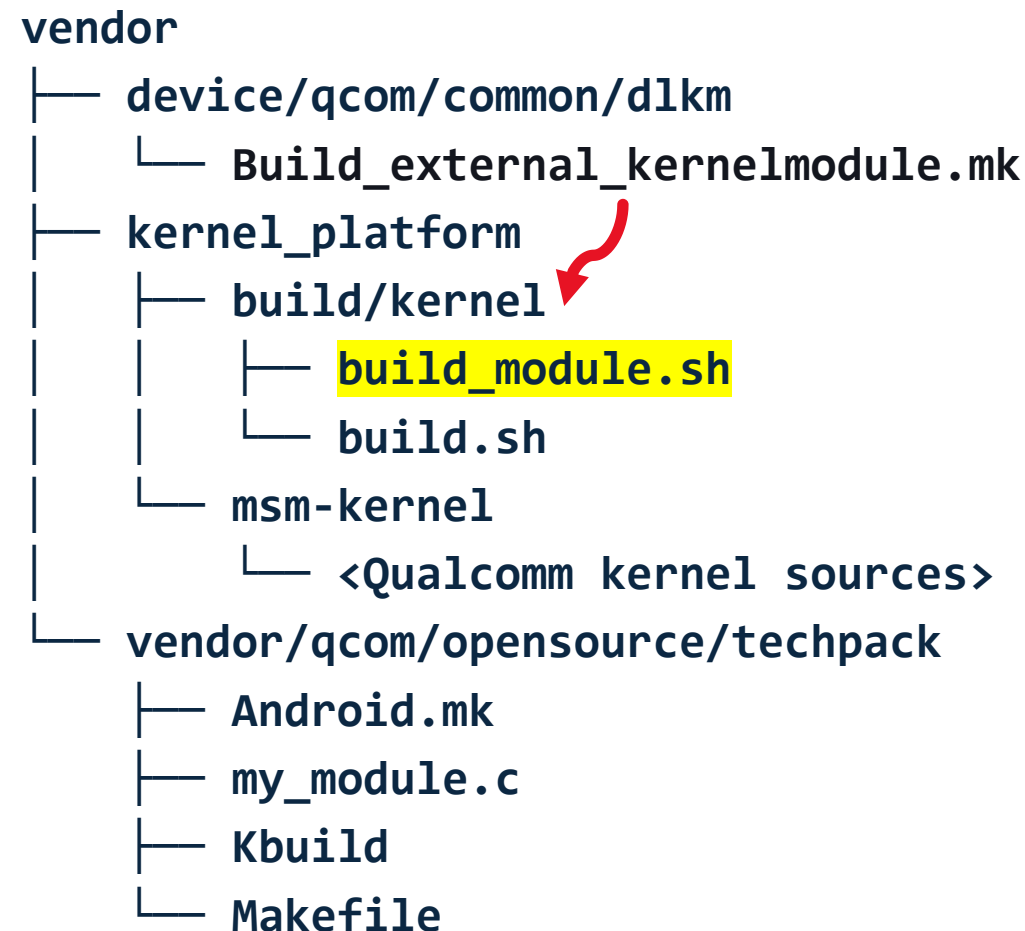 vendor
├── device/qcom/common/dlkm
│   └── Build_external_kernelmodule.mk
├── kernel_platform
│   ├── build/kernel
│   │   ├── build_module.sh
│   │   └── build.sh
│   └── msm-kernel
│       └── <Qualcomm kernel sources>
└── vendor/qcom/opensource/techpack
    ├── Android.mk
    ├── my_module.c
    ├── Kbuild
    └── Makefile